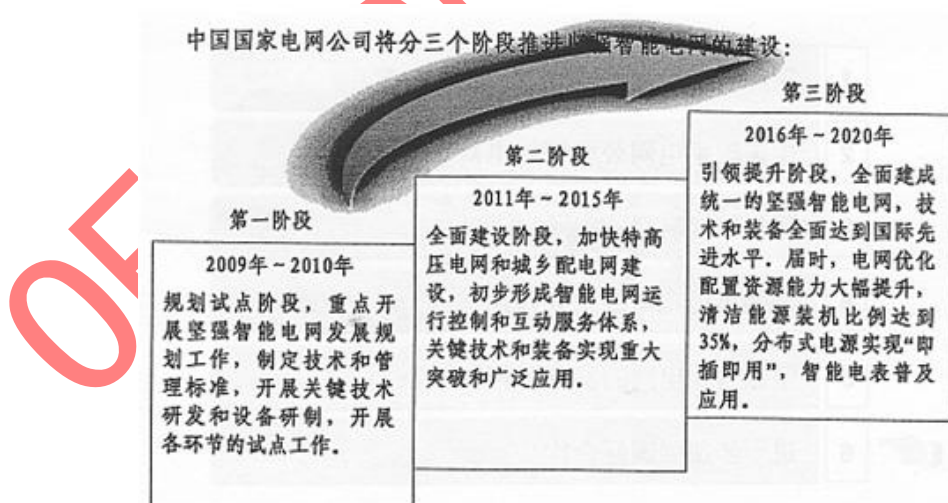 中国国家电网公司将分三个阶段推进坚强智能电网的建设：
第三阶段
2016年～2020年
引领提升阶段，全面建成
统一的坚强智能电网，技
术和装备全面达到国际先
进水平．届时，电网优化
配置资源能力大幅提升，
清洁能源装机比例达到
35%，分布式电源实现“即
插即用”，智能电表普及
应用．
第二阶段
2011年～2015年
全面建设阶段，加快特高
压电网和城乡配电网建
设，初步形成智能电网运
行控制和互动服务体系，
关键技术和装备实现重大
突破和广泛应用．
第一阶段
2009年～2010年
规划试点阶段，重点开
展坚强智能电网发展规
划工作，制定技术和管
理标准，开展关键技术
研发和设备研制，开展
各环节的试点工作．